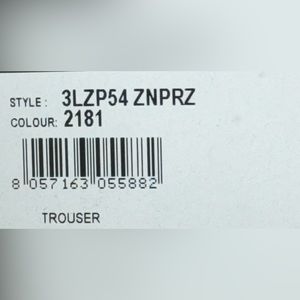 STYLE: 3LZP54 ZNPRZ
COLOUR: 2181
8 057163 055882
TROUSER